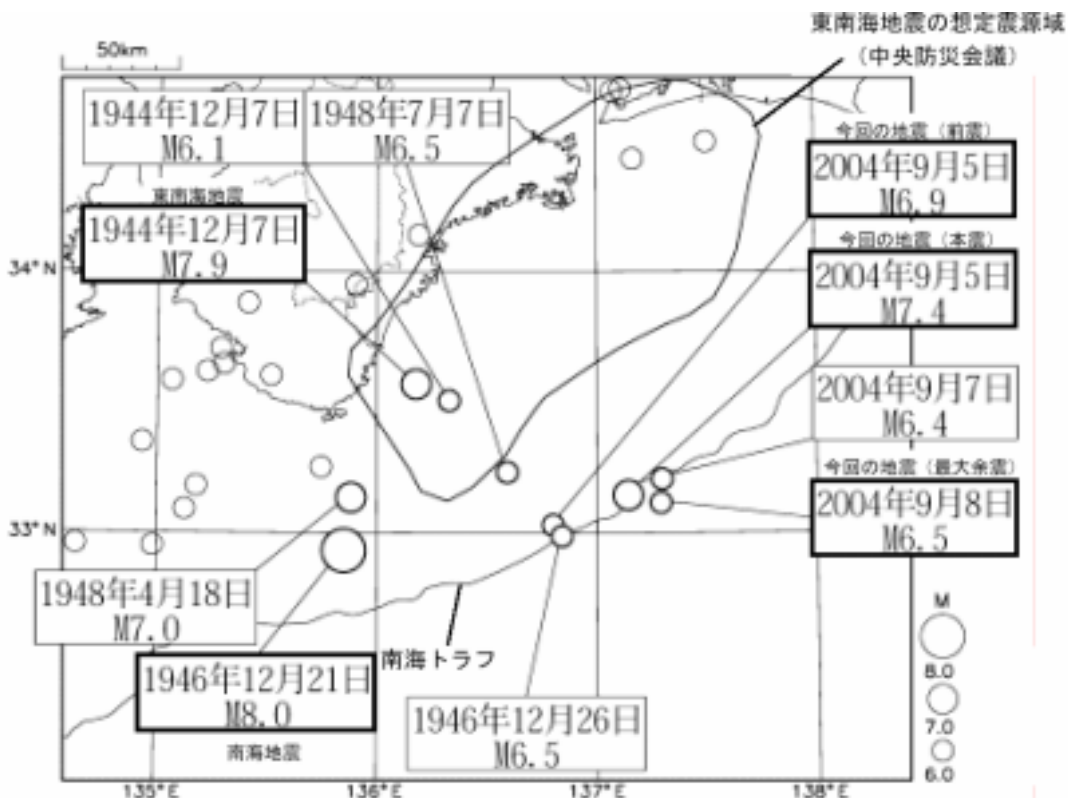 東南海地震の想定震源域
（中央防災会議）
50km
1944年12月7日
M6.1
1948年7月7日
M6.5
今回の地震（前震）
2004年9月5日
M6.9
東南海地震
1944年12月7日
M7.9
今回の地震（本震）
2004年9月5日
M7.4
34°N
2004年9月7日
M6.4
今回の地震（最大余震）
2004年9月8日
M6.5
33°N
1948年4月18日
M7.0
南海トラフ
1946年12月21日
M8.0
南海地震
1946年12月26日
M6.5
M
8.0
7.0
6.0
135°E
136°E
137°E
138°E